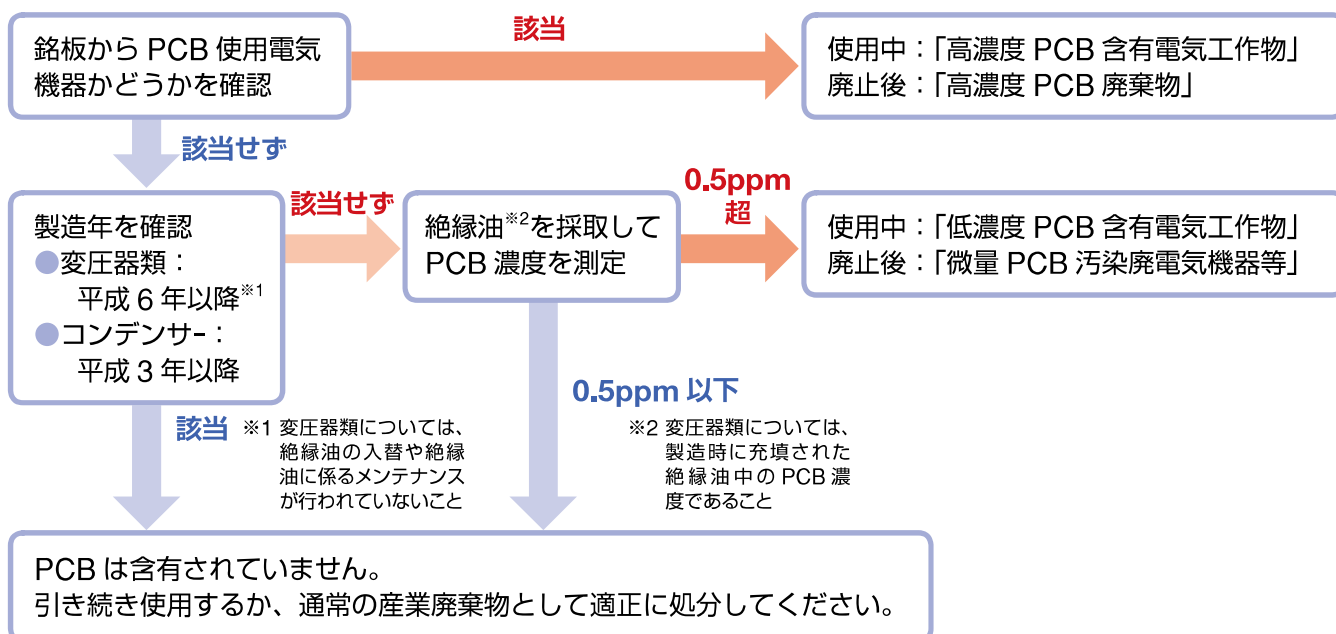 銘板から PCB 使用電気
機器かどうかを確認
該当
使用中：「高濃度 PCB 含有電気工作物」
廃止後：「高濃度 PCB 廃棄物」
該当せず
製造年を確認
●変圧器類：
平成 6 年以降※1
●コンデンサー：
平成 3 年以降
該当せず
絶縁油※2を採取して
PCB 濃度を測定
0.5ppm
超
使用中：「低濃度 PCB 含有電気工作物」
廃止後：「微量 PCB 汚染廃電気機器等」
該当
※1 変圧器類については、
絶縁油の入替や絶縁
油に係るメンテナンス
が行われていないこと
0.5ppm 以下
※2 変圧器類については、
製造時に充填された
絶縁油中の PCB 濃
度であること
PCB は含有されていません。
引き続き使用するか、通常の産業廃棄物として適正に処分してください。